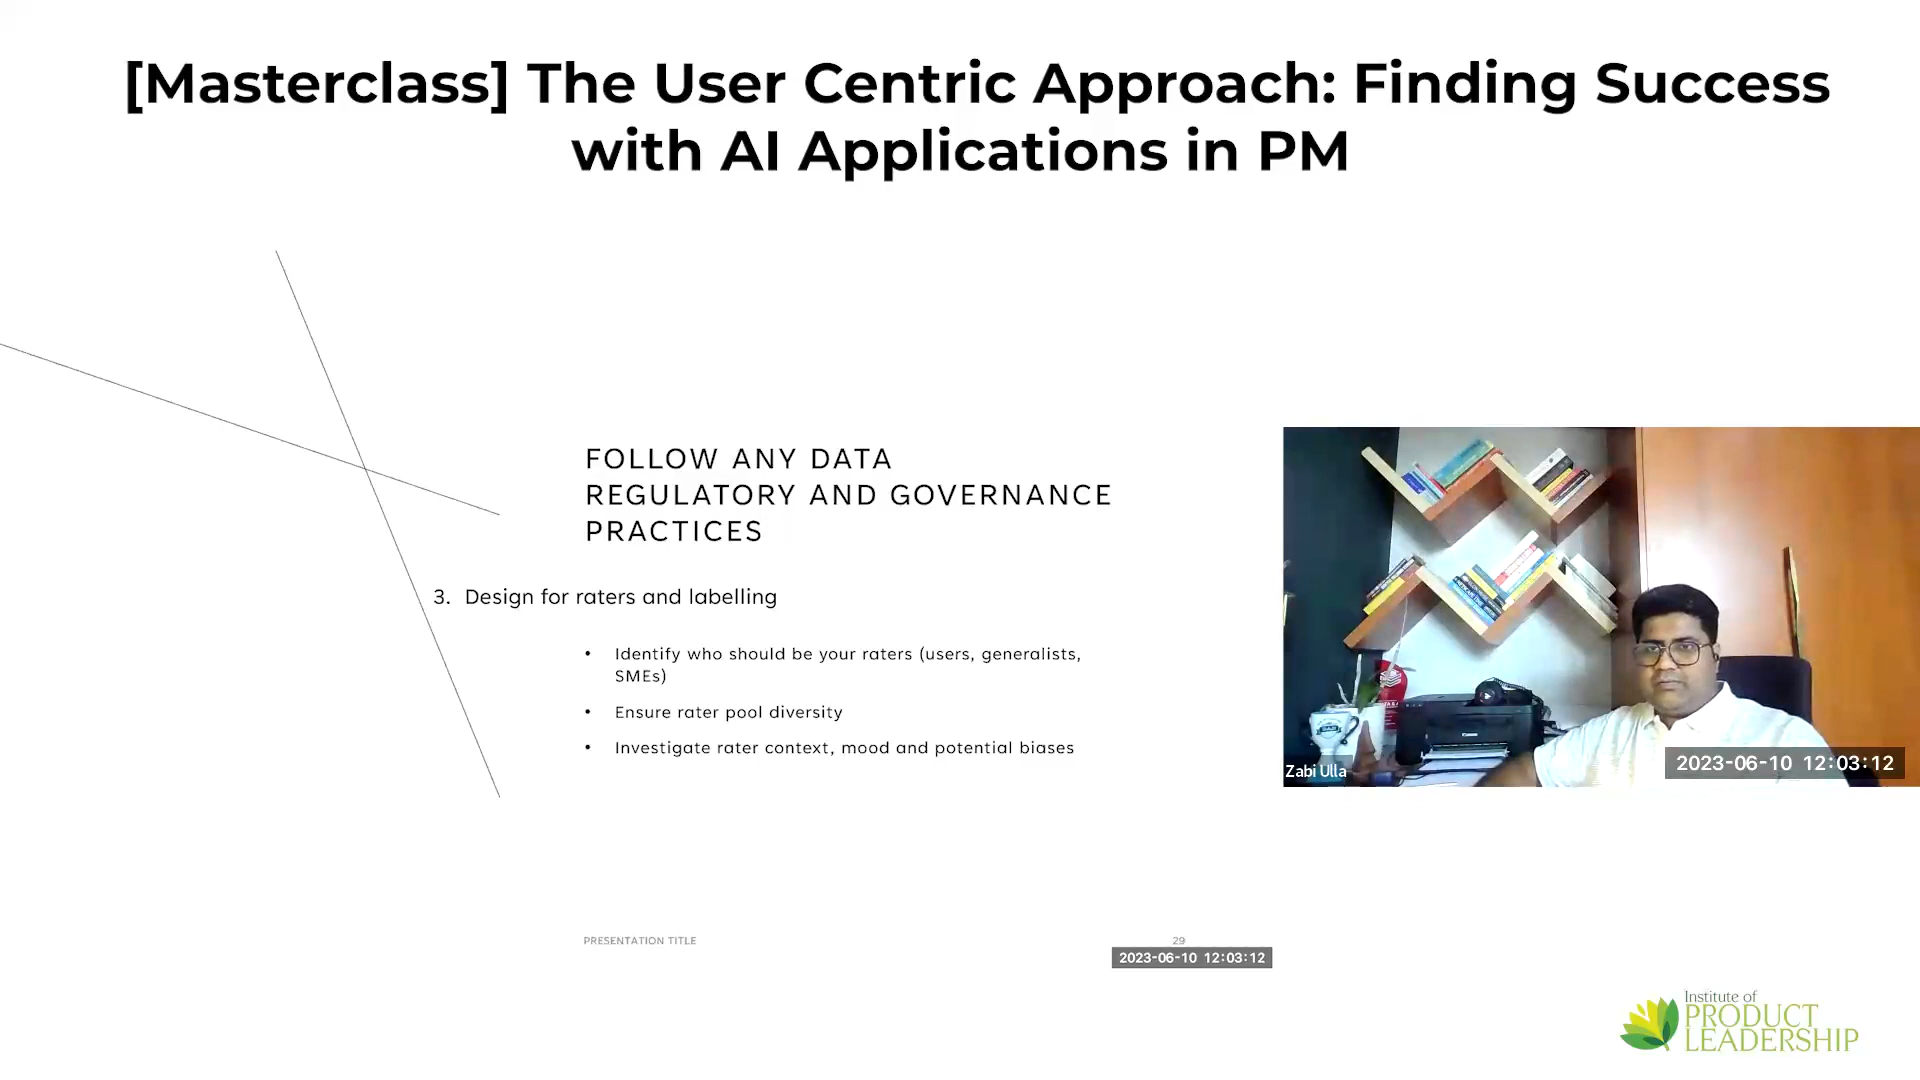 [Masterclass] The User Centric Approach: Finding Success
with AI Applications in PM
FOLLOW ANY DATA
REGULATORY AND GOVERNANCE
PRACTICES
3. Design for raters and labelling
• Identify who should be your raters (users, generalists,
SMEs)
• Ensure rater pool diversity
• Investigate rater context, mood and potential biases
Zabi Ulla
2023-06-10 12:03:12
PRESENTATION TITLE
29
2023-06-10 12:03:12
Institute of
PRODUCT
LEADERSHIP